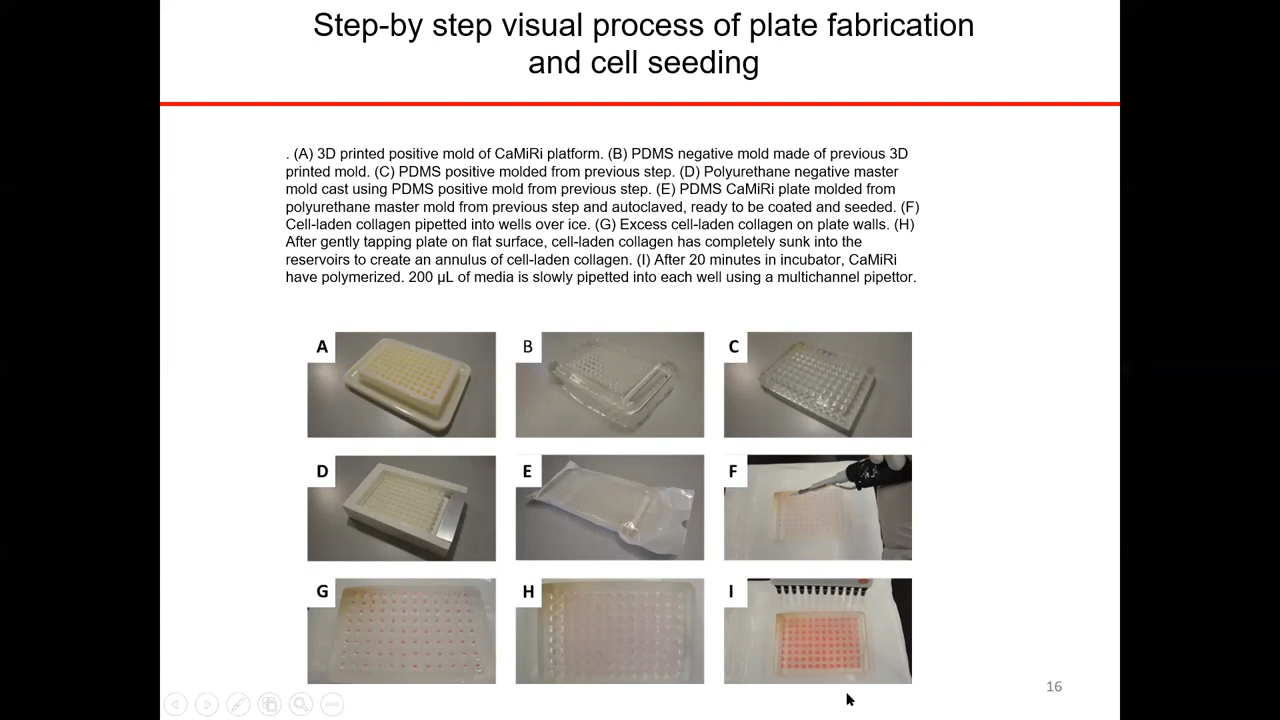 Step-by step visual process of plate fabrication
and cell seeding
. (A) 3D printed positive mold of CaMiRi platform. (B) PDMS negative mold made of previous 3D
printed mold. (C) PDMS positive molded from previous step. (D) Polyurethane negative master
mold cast using PDMS positive mold from previous step. (E) PDMS CaMiRi plate molded from
polyurethane master mold from previous step and autoclaved, ready to be coated and seeded. (F)
Cell-laden collagen pipetted into wells over ice. (G) Excess cell-laden collagen on plate walls. (H)
After gently tapping plate on flat surface, cell-laden collagen has completely sunk into the
reservoirs to create an annulus of cell-laden collagen. (I) After 20 minutes in incubator, CaMiRi
have polymerized. 200 µL of media is slowly pipetted into each well using a multichannel pipettor.
A
B
C
D
E
F
G
H
I
16